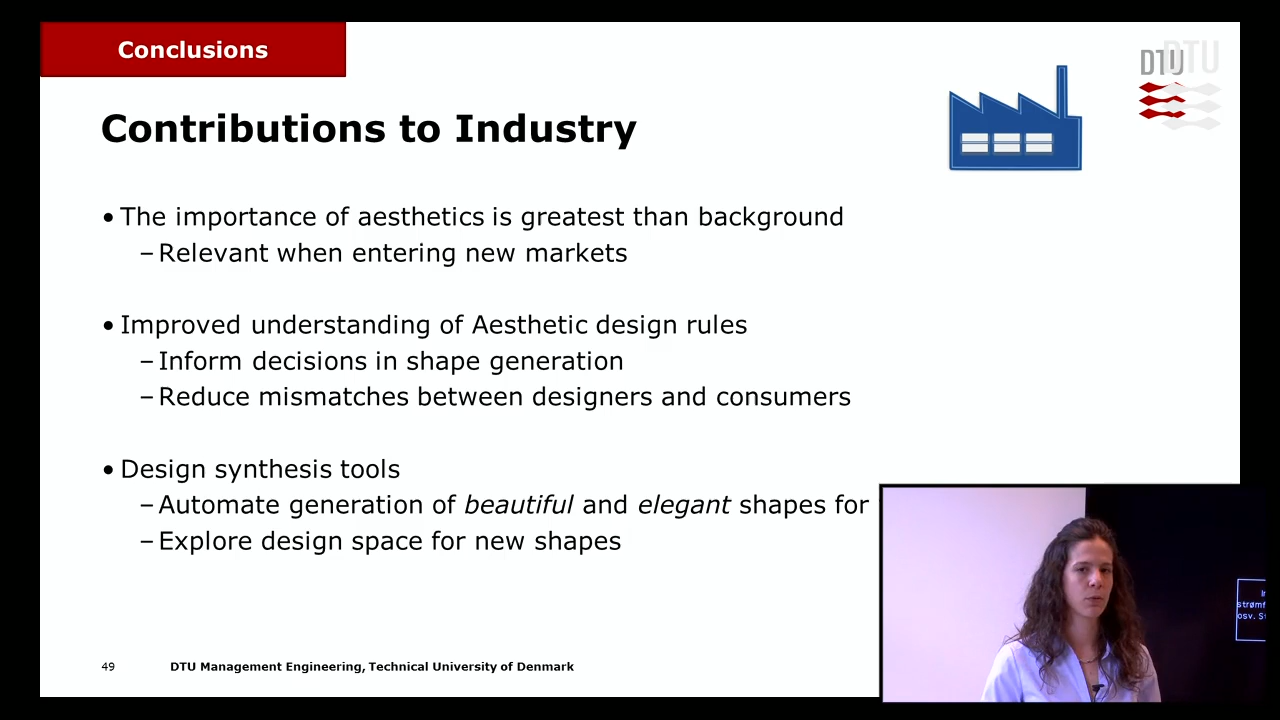 Conclusions
DTU DTU
Contributions to Industry
• The importance of aesthetics is greatest than background
– Relevant when entering new markets
• Improved understanding of Aesthetic design rules
– Inform decisions in shape generation
– Reduce mismatches between designers and consumers
• Design synthesis tools
– Automate generation of beautiful and elegant shapes for
– Explore design space for new shapes
osv.
49 DTU Management Engineering, Technical University of Denmark